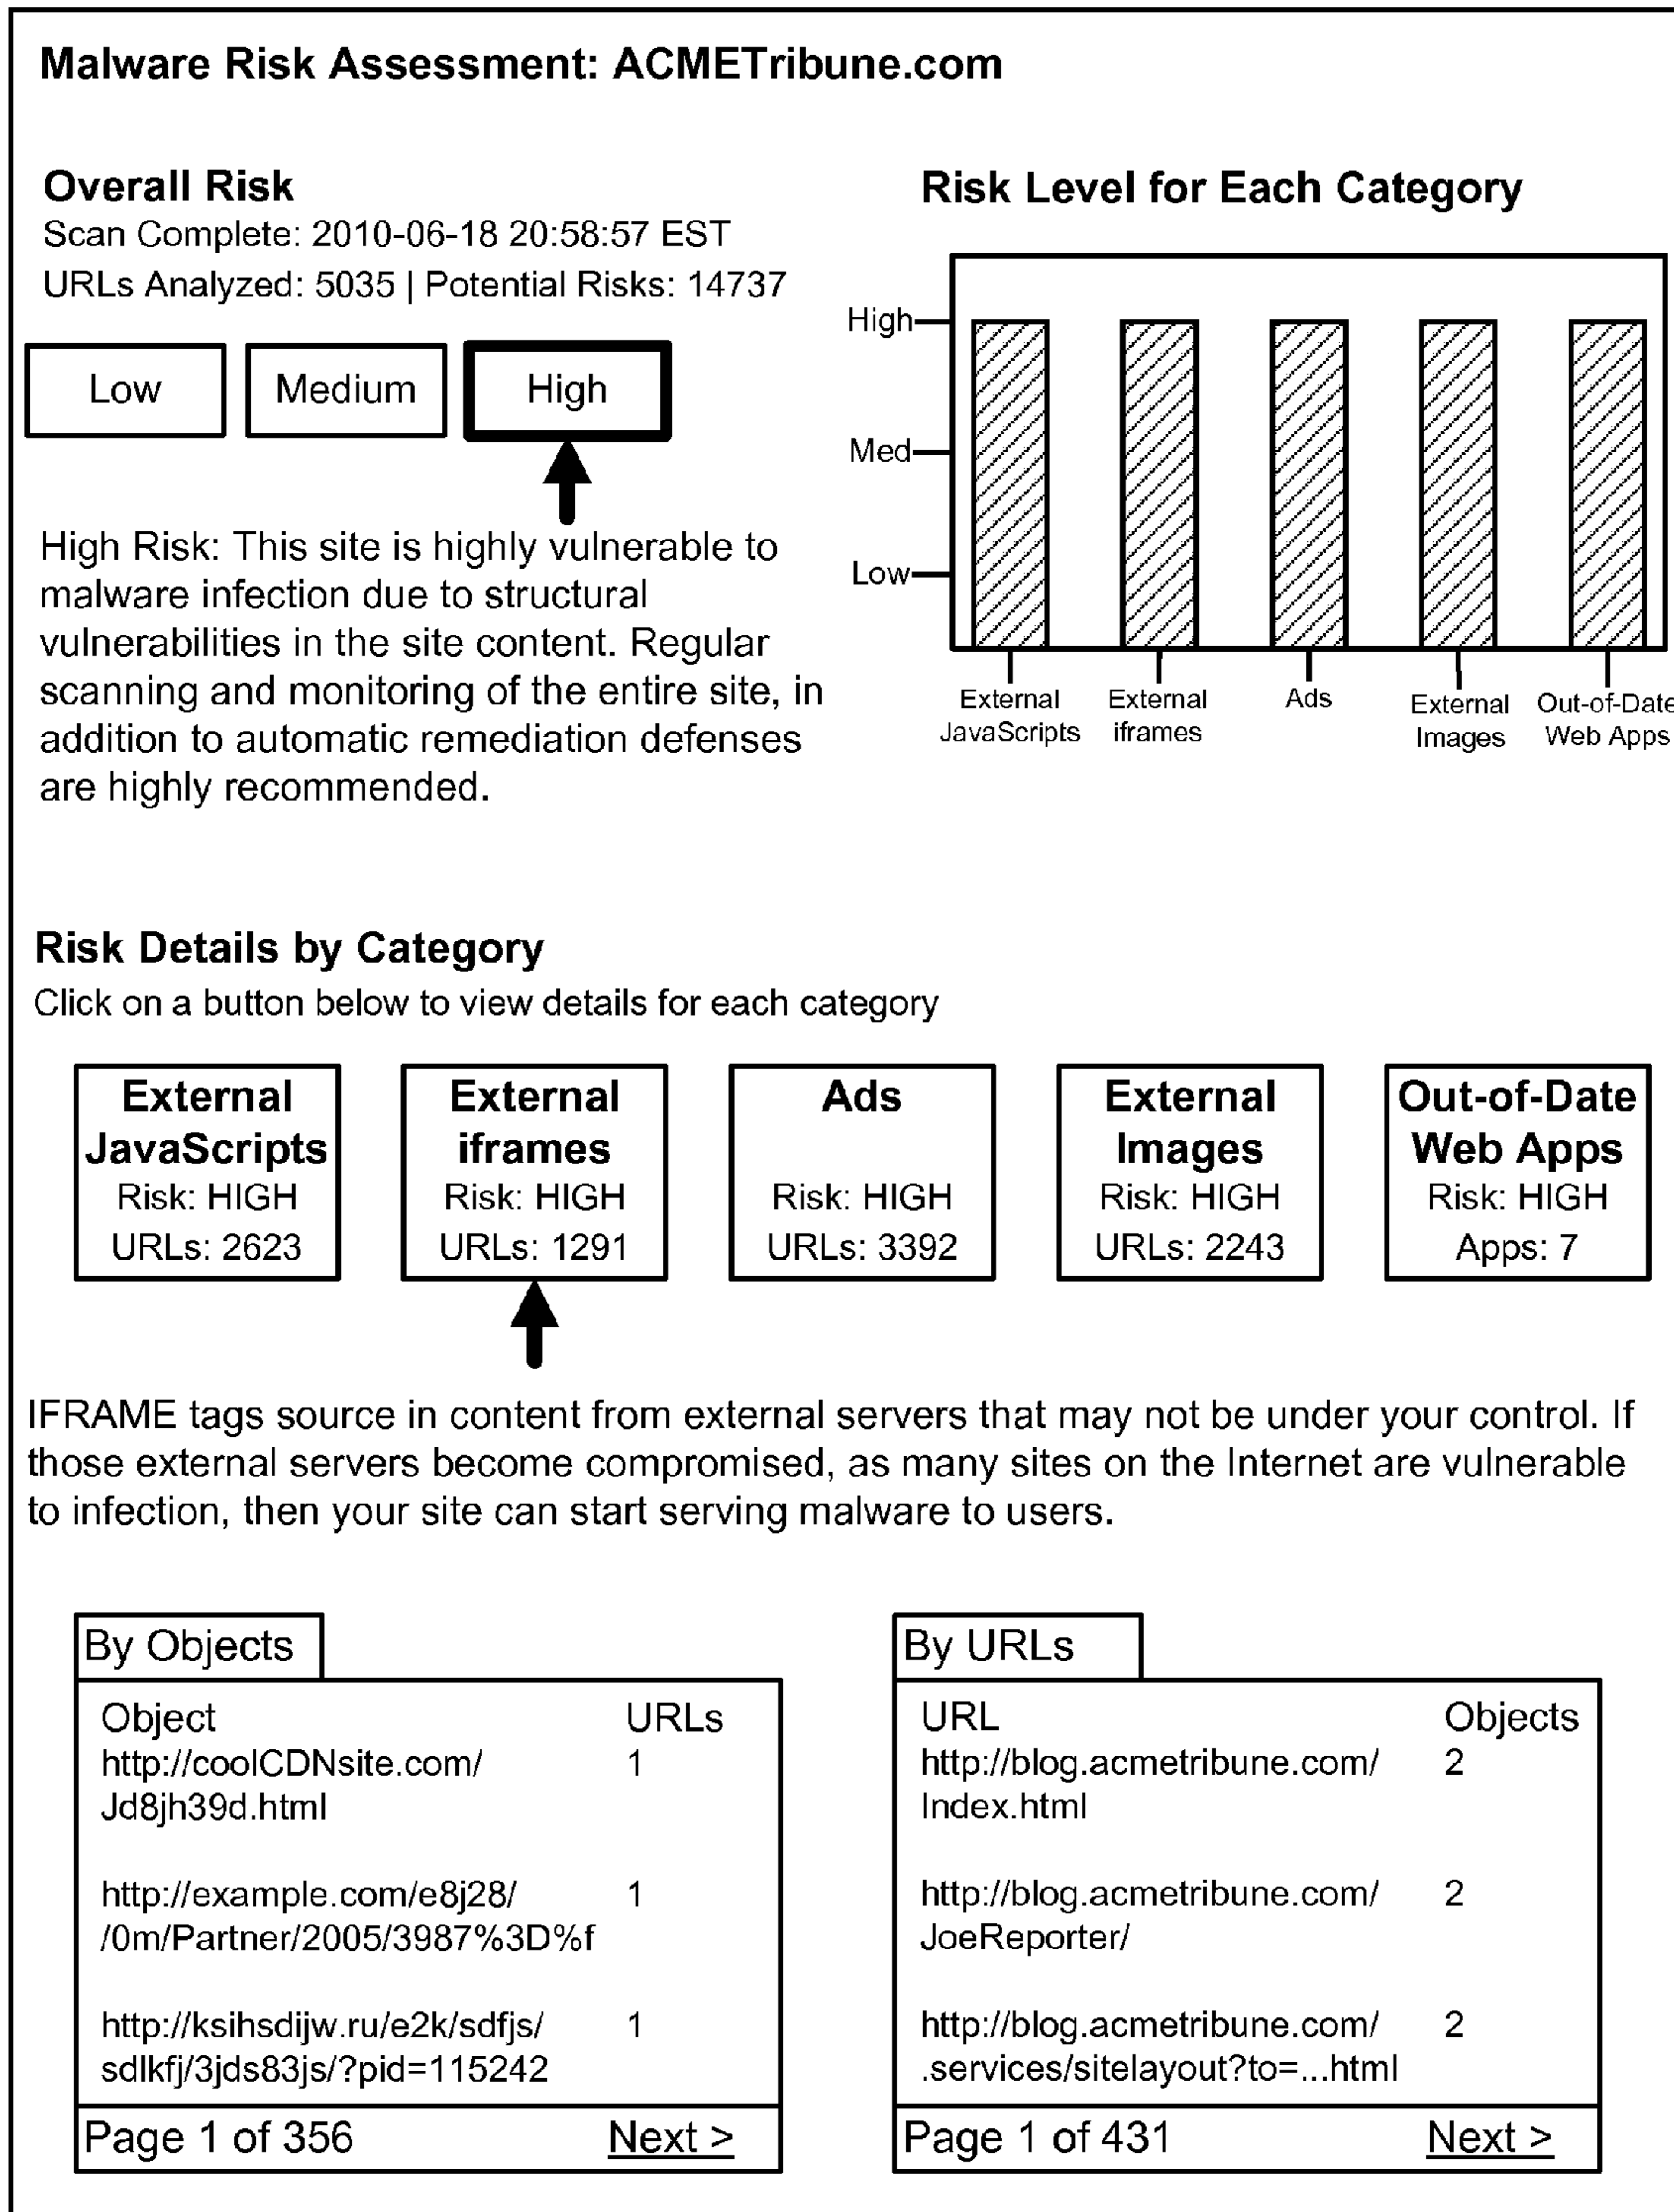 Malware Risk Assessment: ACMETribune.com
Overall Risk
Scan Complete: 2010-06-18 20:58:57 EST
URLs Analyzed: 5035 | Potential Risks: 14737
Low
Medium
High
High Risk: This site is highly vulnerable to
malware infection due to structural
vulnerabilities in the site content. Regular
scanning and monitoring of the entire site, in
addition to automatic remediation defenses
are highly recommended.
Risk Level for Each Category
High
Med
Low
External
JavaScripts
External
iframes
Ads
External
Images
Out-of-Date
Web Apps
Risk Details by Category
Click on a button below to view details for each category
External
JavaScripts
Risk: HIGH
URLs: 2623
External
iframes
Risk: HIGH
URLs: 1291
Ads
Risk: HIGH
URLs: 3392
External
Images
Risk: HIGH
URLs: 2243
Out-of-Date
Web Apps
Risk: HIGH
Apps: 7
IFRAME tags source in content from external servers that may not be under your control. If
those external servers become compromised, as many sites on the Internet are vulnerable
to infection, then your site can start serving malware to users.
By Objects
Object URLs
http://coolCDNsite.com/ 1
Jd8jh39d.html
http://example.com/e8j28/ 1
/0m/Partner/2005/3987%3D%f
http://ksihsdijw.ru/e2k/sdfjs/ 1
sdlkfj/3jds83js/?pid=115242
Page 1 of 356 Next >
By URLs
URL Objects
http://blog.acmetribune.com/ 2
Index.html
http://blog.acmetribune.com/ 2
JoeReporter/
http://blog.acmetribune.com/ 2
.services/sitelayout?to=...html
Page 1 of 431 Next >